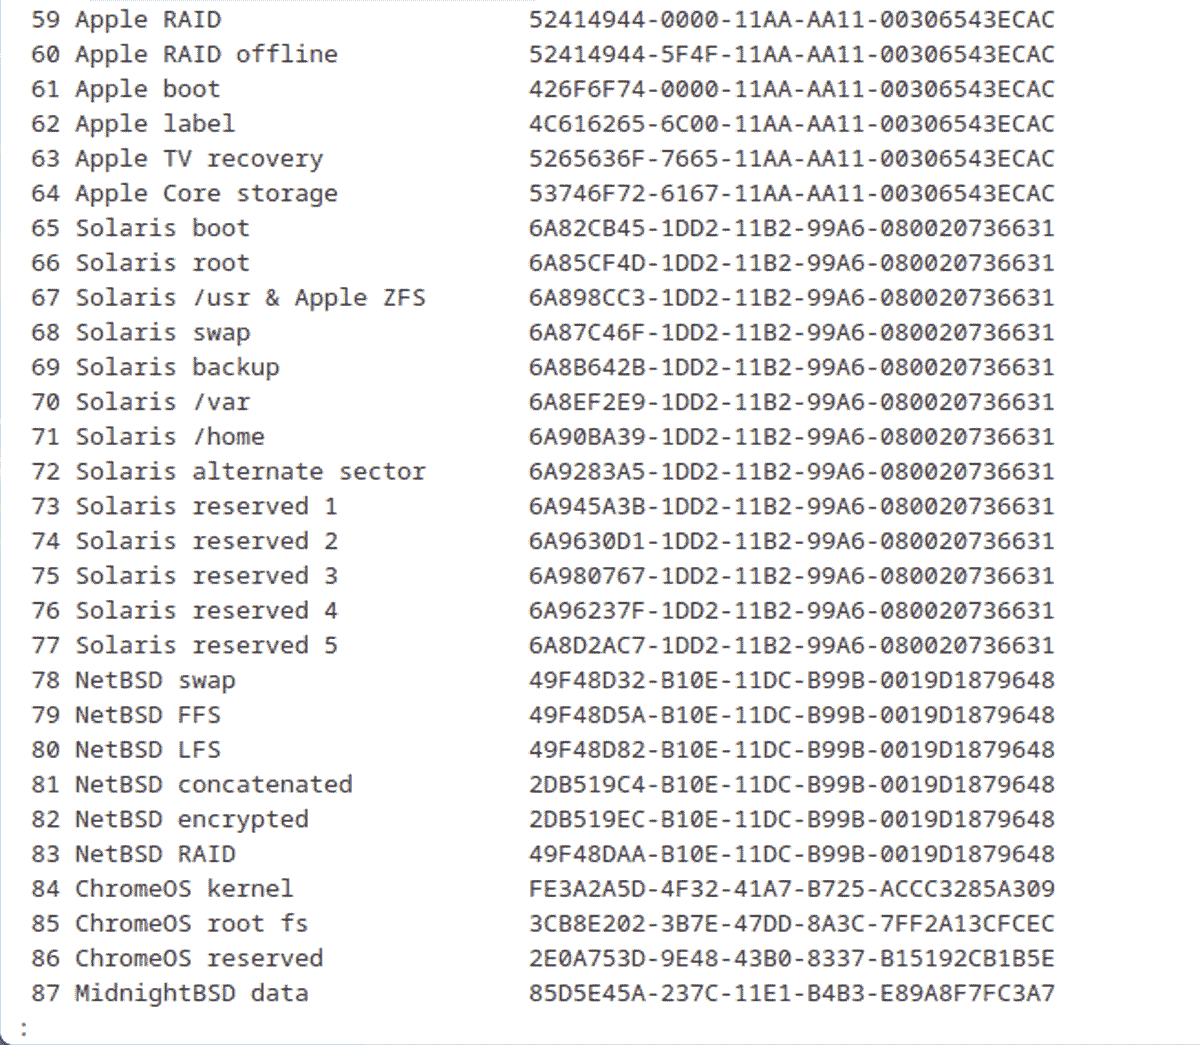 59 Apple RAID 52414944-0000-11AA-AA11-00306543ECAC
60 Apple RAID offline 52414944-5F4F-11AA-AA11-00306543ECAC
61 Apple boot 426F6F74-0000-11AA-AA11-00306543ECAC
62 Apple label 4C616265-6C00-11AA-AA11-00306543ECAC
63 Apple TV recovery 5265636F-7665-11AA-AA11-00306543ECAC
64 Apple Core storage 53746F72-6167-11AA-AA11-00306543ECAC
65 Solaris boot 6A82CB45-1DD2-11B2-99A6-080020736631
66 Solaris root 6A85CF4D-1DD2-11B2-99A6-080020736631
67 Solaris /usr & Apple ZFS 6A898CC3-1DD2-11B2-99A6-080020736631
68 Solaris swap 6A87C46F-1DD2-11B2-99A6-080020736631
69 Solaris backup 6A8B642B-1DD2-11B2-99A6-080020736631
70 Solaris /var 6A8EF2E9-1DD2-11B2-99A6-080020736631
71 Solaris /home 6A90BA39-1DD2-11B2-99A6-080020736631
72 Solaris alternate sector 6A9283A5-1DD2-11B2-99A6-080020736631
73 Solaris reserved 1 6A945A3B-1DD2-11B2-99A6-080020736631
74 Solaris reserved 2 6A9630D1-1DD2-11B2-99A6-080020736631
75 Solaris reserved 3 6A980767-1DD2-11B2-99A6-080020736631
76 Solaris reserved 4 6A96237F-1DD2-11B2-99A6-080020736631
77 Solaris reserved 5 6A8D2AC7-1DD2-11B2-99A6-080020736631
78 NetBSD swap 49F48D32-B10E-11DC-B99B-0019D1879648
79 NetBSD FFS 49F48D5A-B10E-11DC-B99B-0019D1879648
80 NetBSD LFS 49F48D82-B10E-11DC-B99B-0019D1879648
81 NetBSD concatenated 2DB519C4-B10E-11DC-B99B-0019D1879648
82 NetBSD encrypted 2DB519EC-B10E-11DC-B99B-0019D1879648
83 NetBSD RAID 49F48DAA-B10E-11DC-B99B-0019D1879648
84 ChromeOS kernel FE3A2A5D-4F32-41A7-B725-ACCC3285A309
85 ChromeOS root fs 3CB8E202-3B7E-47DD-8A3C-7FF2A13CFCEC
86 ChromeOS reserved 2E0A753D-9E48-43B0-8337-B15192CB1B5E
87 MidnightBSD data 85D5E45A-237C-11E1-B4B3-E89A8F7FC3A7
: